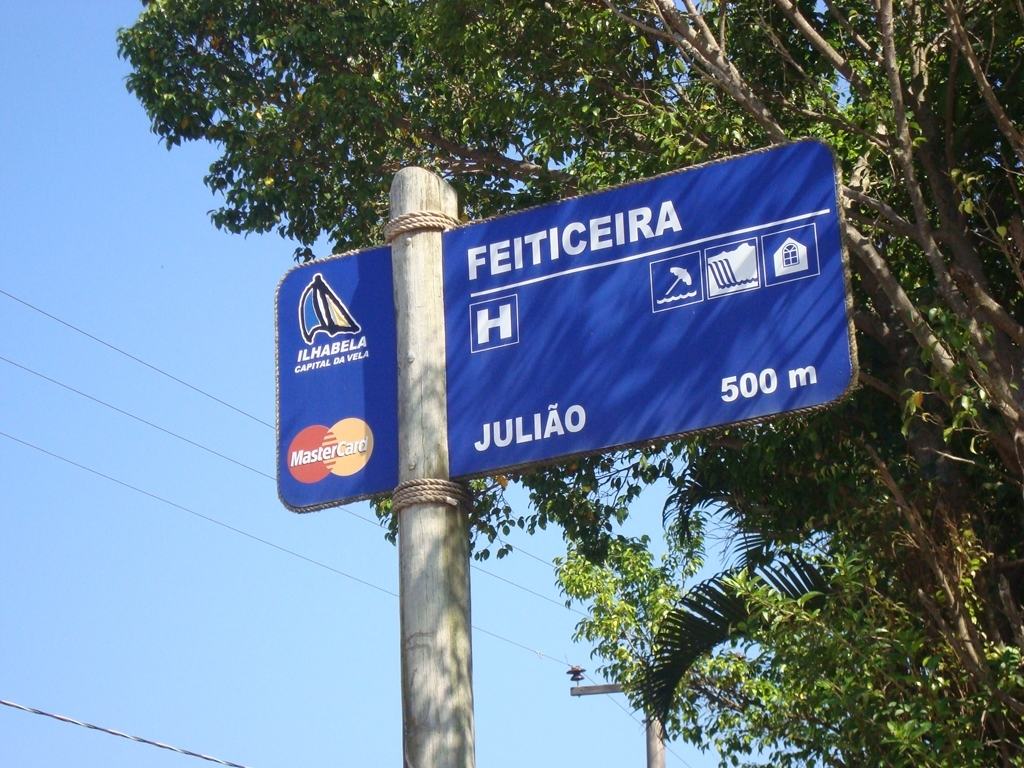 FEITICEIRA
H
JULIÃO
500 m
ILHABELA
CAPITAL DA VELA
MasterCard